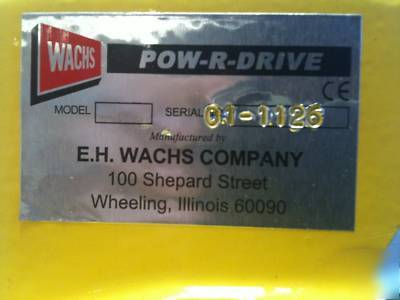 WACHS POW-R-DRIVE
CE
MODEL SERIAL 01-1126
Manufactured by
E.H. WACHS COMPANY
100 Shepard Street
Wheeling, Illinois 60090